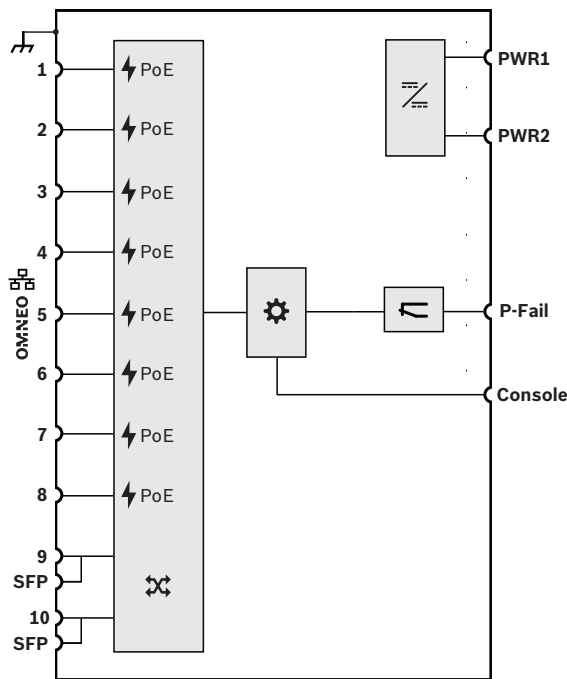 1
PoE
PWR1
2
PoE
PWR2
3
PoE
4
PoE
OMNEO
5
PoE
P-Fail
6
PoE
Console
7
PoE
8
PoE
9
SFP
10
SFP